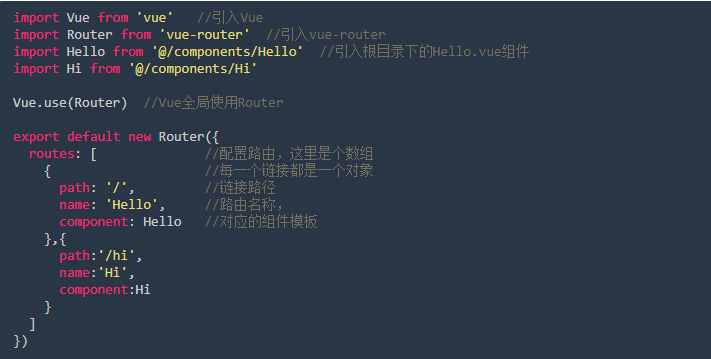 import Vue from 'vue'   //引入Vue
import Router from 'vue-router'  //引入vue-router
import Hello from '@/components/Hello'  //引入根目录下的Hello.vue组件
import Hi from '@/components/Hi'

Vue.use(Router)  //Vue全局使用Router

export default new Router({
  routes: [              //配置路由，这里是个数组
    {                    //每一个链接都是一个对象
      path: '/',         //链接路径
      name: 'Hello',     //路由名称，
      component: Hello   //对应的组件模板
    },{
      path:'/hi',
      name:'Hi',
      component:Hi
    }
  ]
})